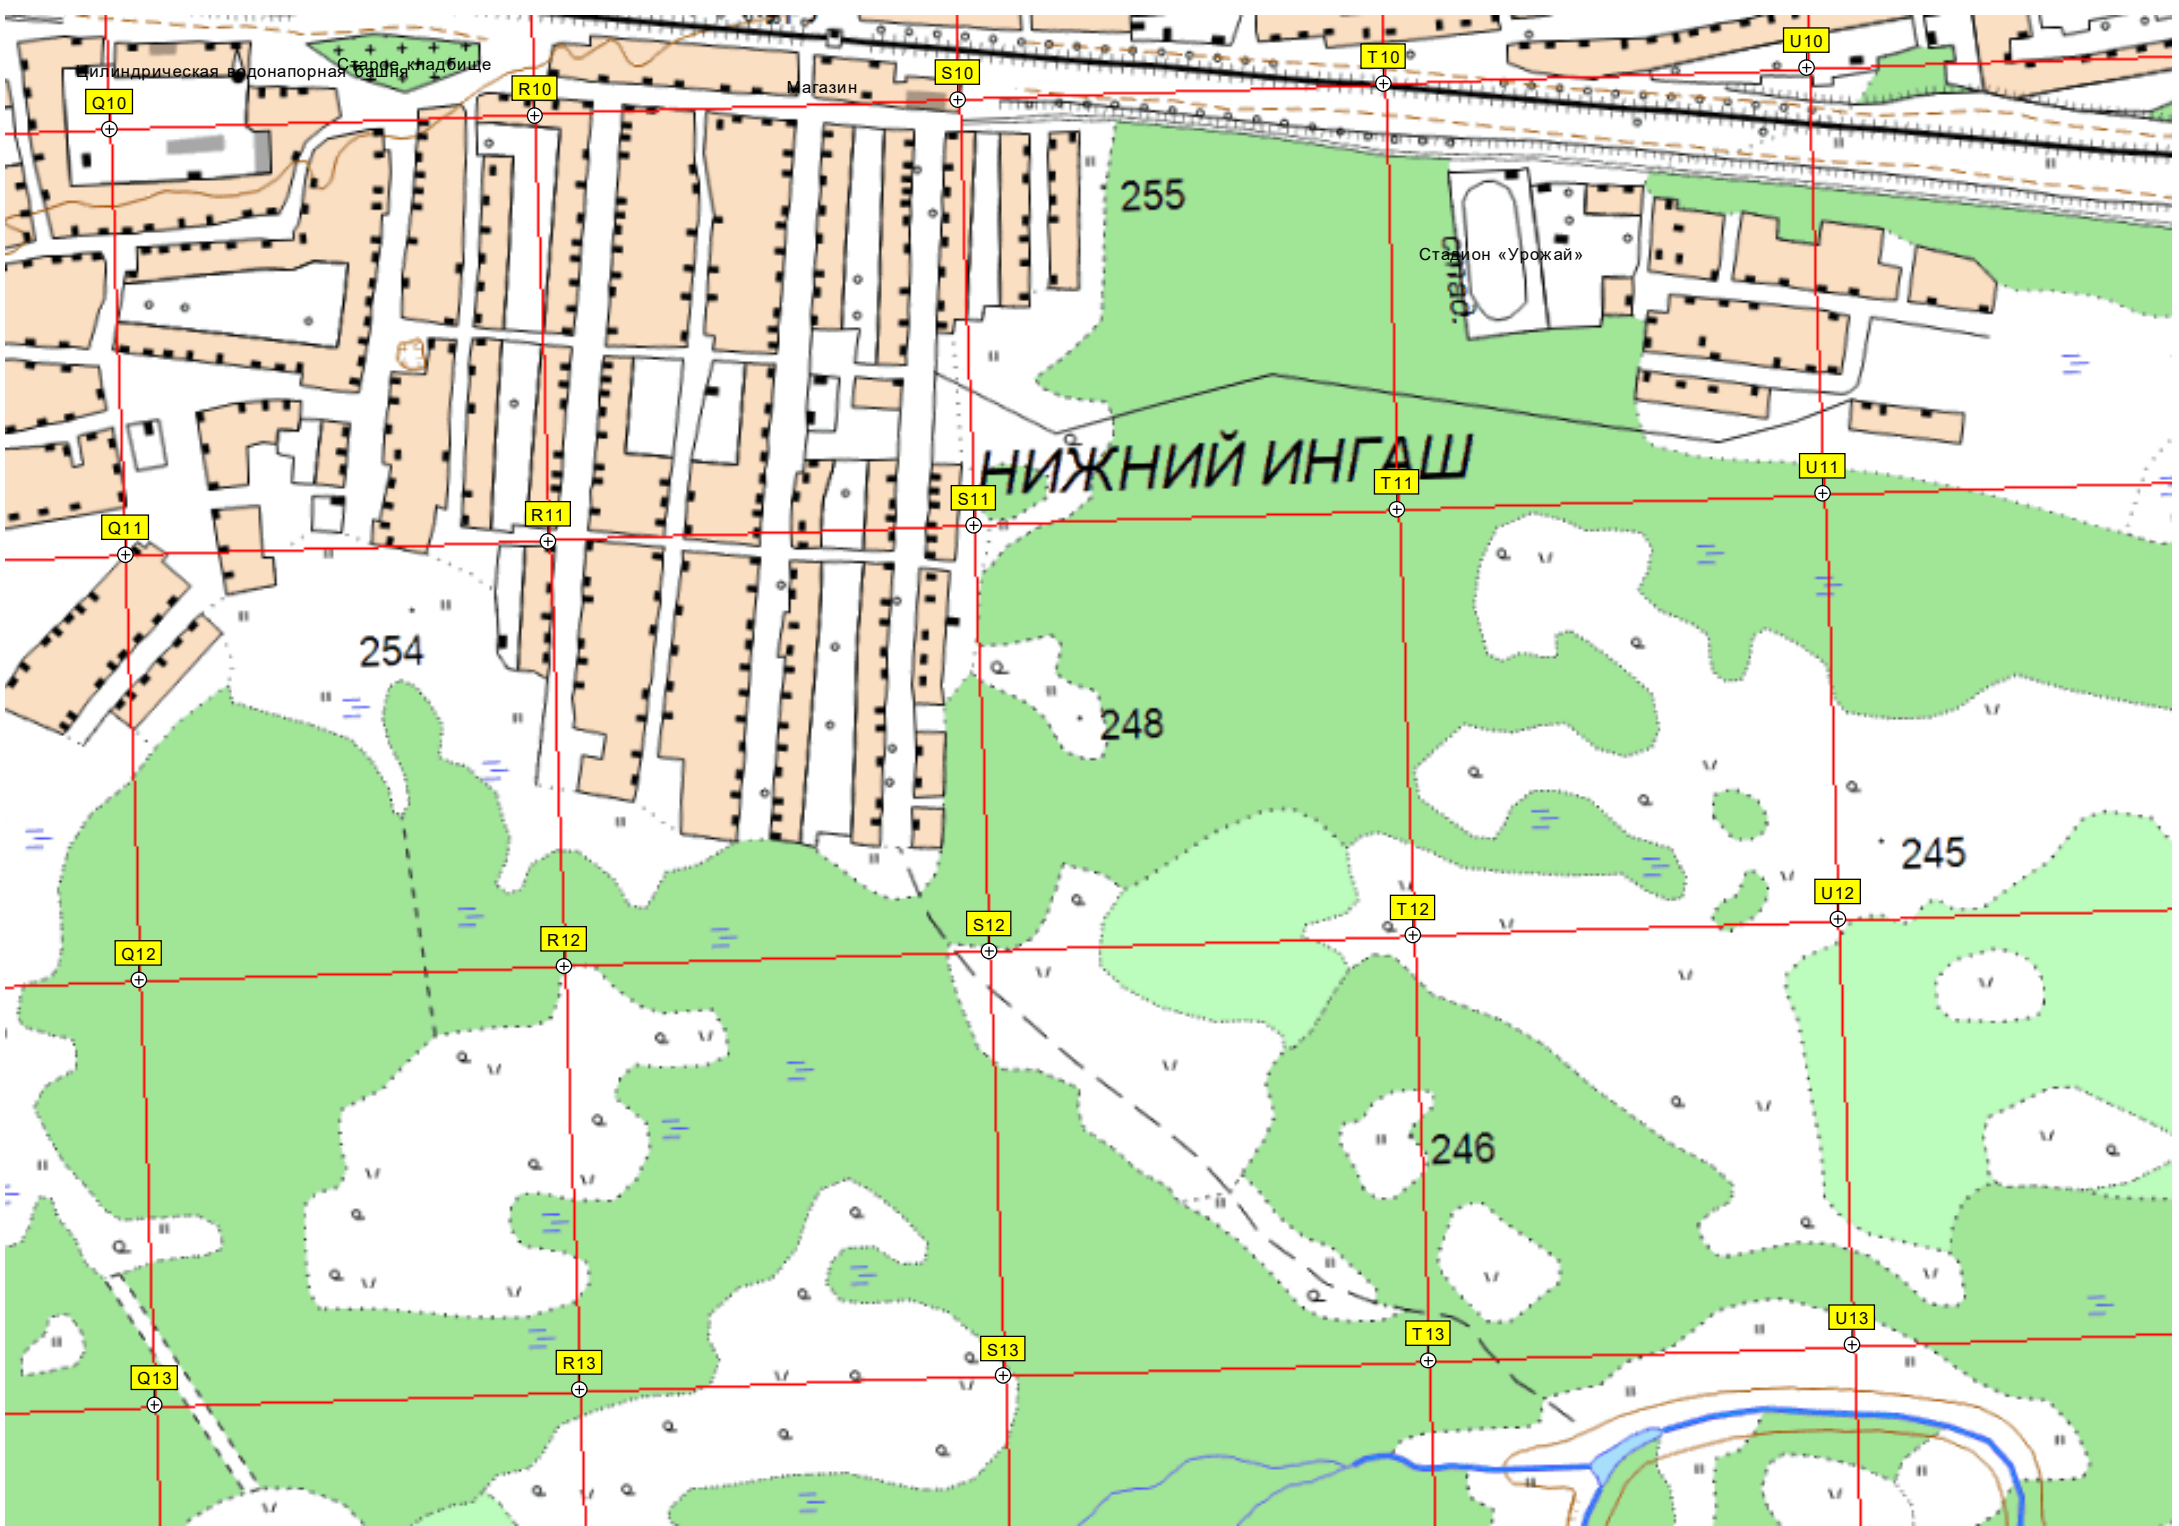 U10
T10
Старое кладбище
Цилиндрическая водонапорная башня
S10
R10
Магазин
Q10
255
Стадион «Урожай»
стад.
НИЖНИЙ ИНГАШ
U11
T11
S11
R11
Q11
254
248
245
U12
T12
S12
R12
Q12
246
U13
T13
S13
R13
Q13